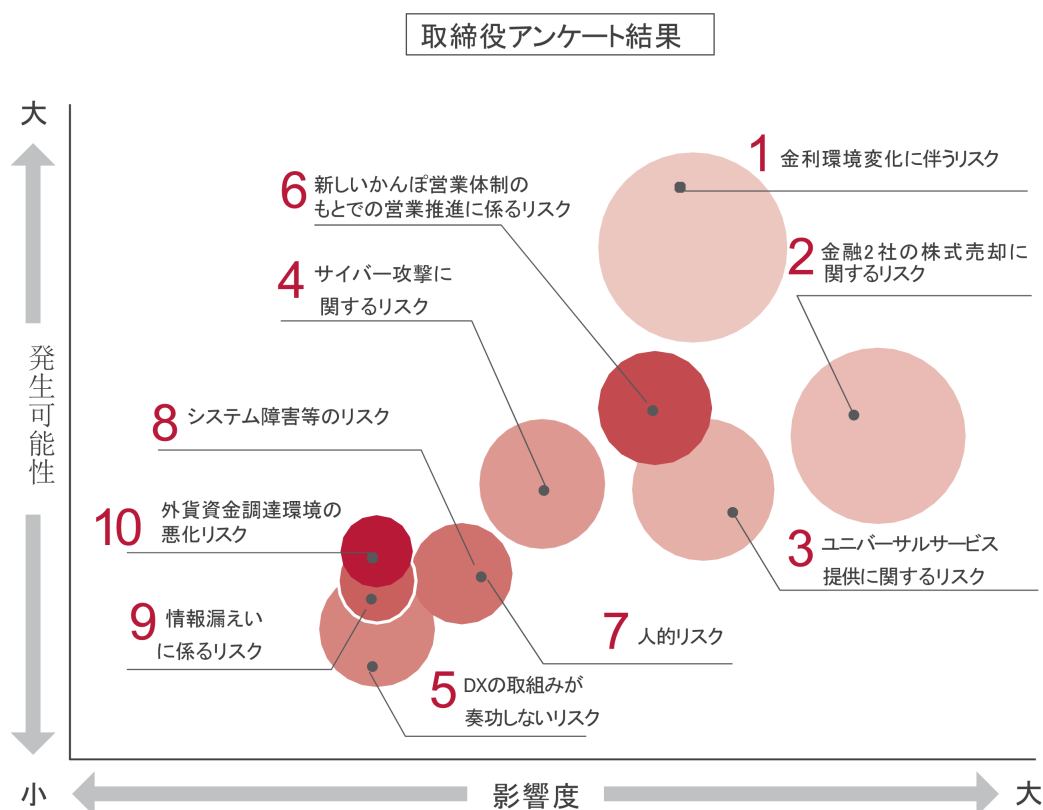 取締役アンケート結果
大
1 金利環境変化に伴うリスク
6 新しいかんぽ営業体制の
もとでの営業推進に係るリスク
2 金融2社の株式売却に
関するリスク
4 サイバー攻撃に
関するリスク
発生可能性
8 システム障害等のリスク
10 外貨資金調達環境の
悪化リスク
3 ユニバーサルサービス
提供に関するリスク
9 情報漏えい
に係るリスク
7 人的リスク
5 DXの取組みが
奏功しないリスク
小
影響度
大